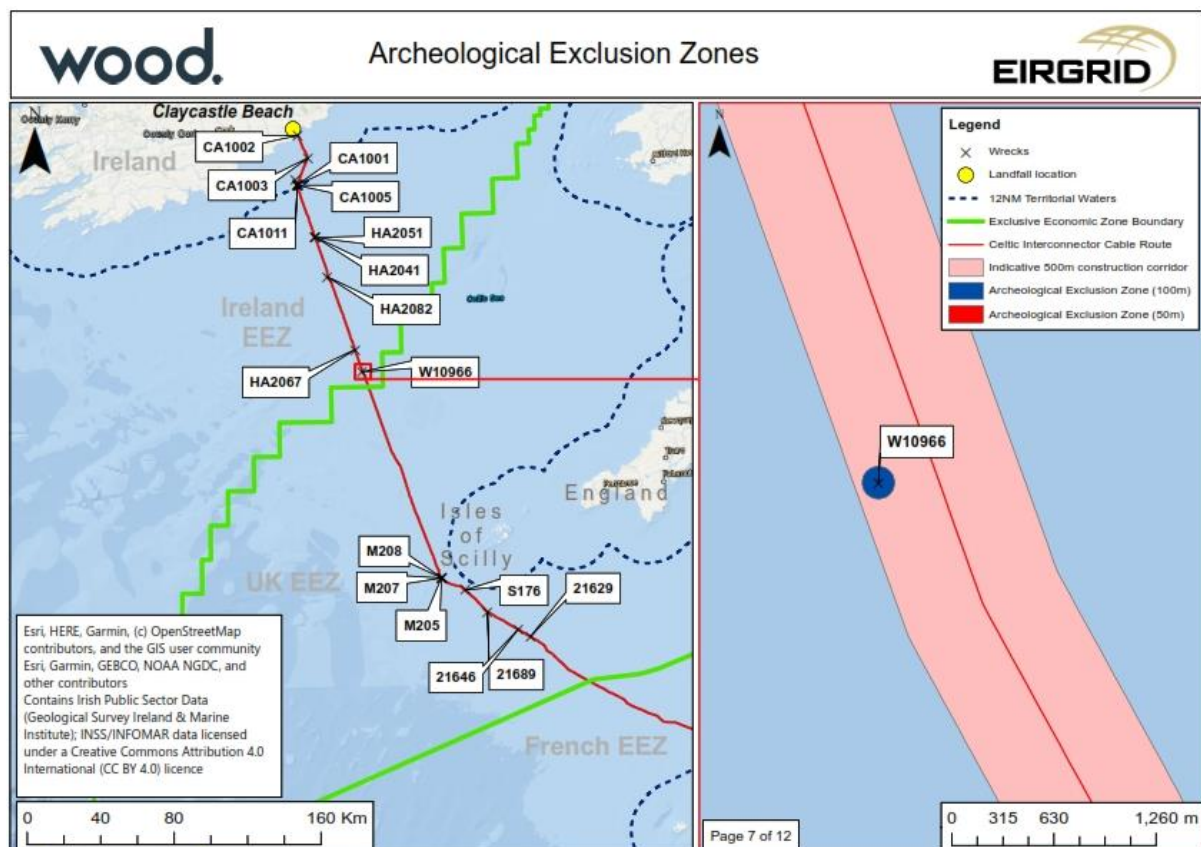 wood.
Archeological Exclusion Zones
EIRGRID
N
Claycastle Beach
Ireland
CA1002
CA1001
CA1003
CA1005
CA1011
HA2051
HA2041
HA2082
Ireland
EEZ
Celtic Sea
HA2067
W10966
England
Isles
of
Scilly
M208
M207
M205
UK EEZ
S176
21629
21646
21689
French EEZ
Esri, HERE, Garmin, (c) OpenStreetMap
contributors, and the GIS user community
Esri, Garmin, GEBCO, NOAA NGDC, and
other contributors
Contains Irish Public Sector Data
(Geological Survey Ireland & Marine
Institute); INSS/INFOMAR data licensed
under a Creative Commons Attribution 4.0
International (CC BY 4.0) licence
0 40 80 160 Km
N
Legend
Wrecks
Landfall location
12NM Territorial Waters
Exclusive Economic Zone Boundary
Celtic Interconnector Cable Route
Indicative 500m construction corridor
Archeological Exclusion Zone (100m)
Archeological Exclusion Zone (50m)
W10966
Page 7 of 12
0 315 630 1,260 m